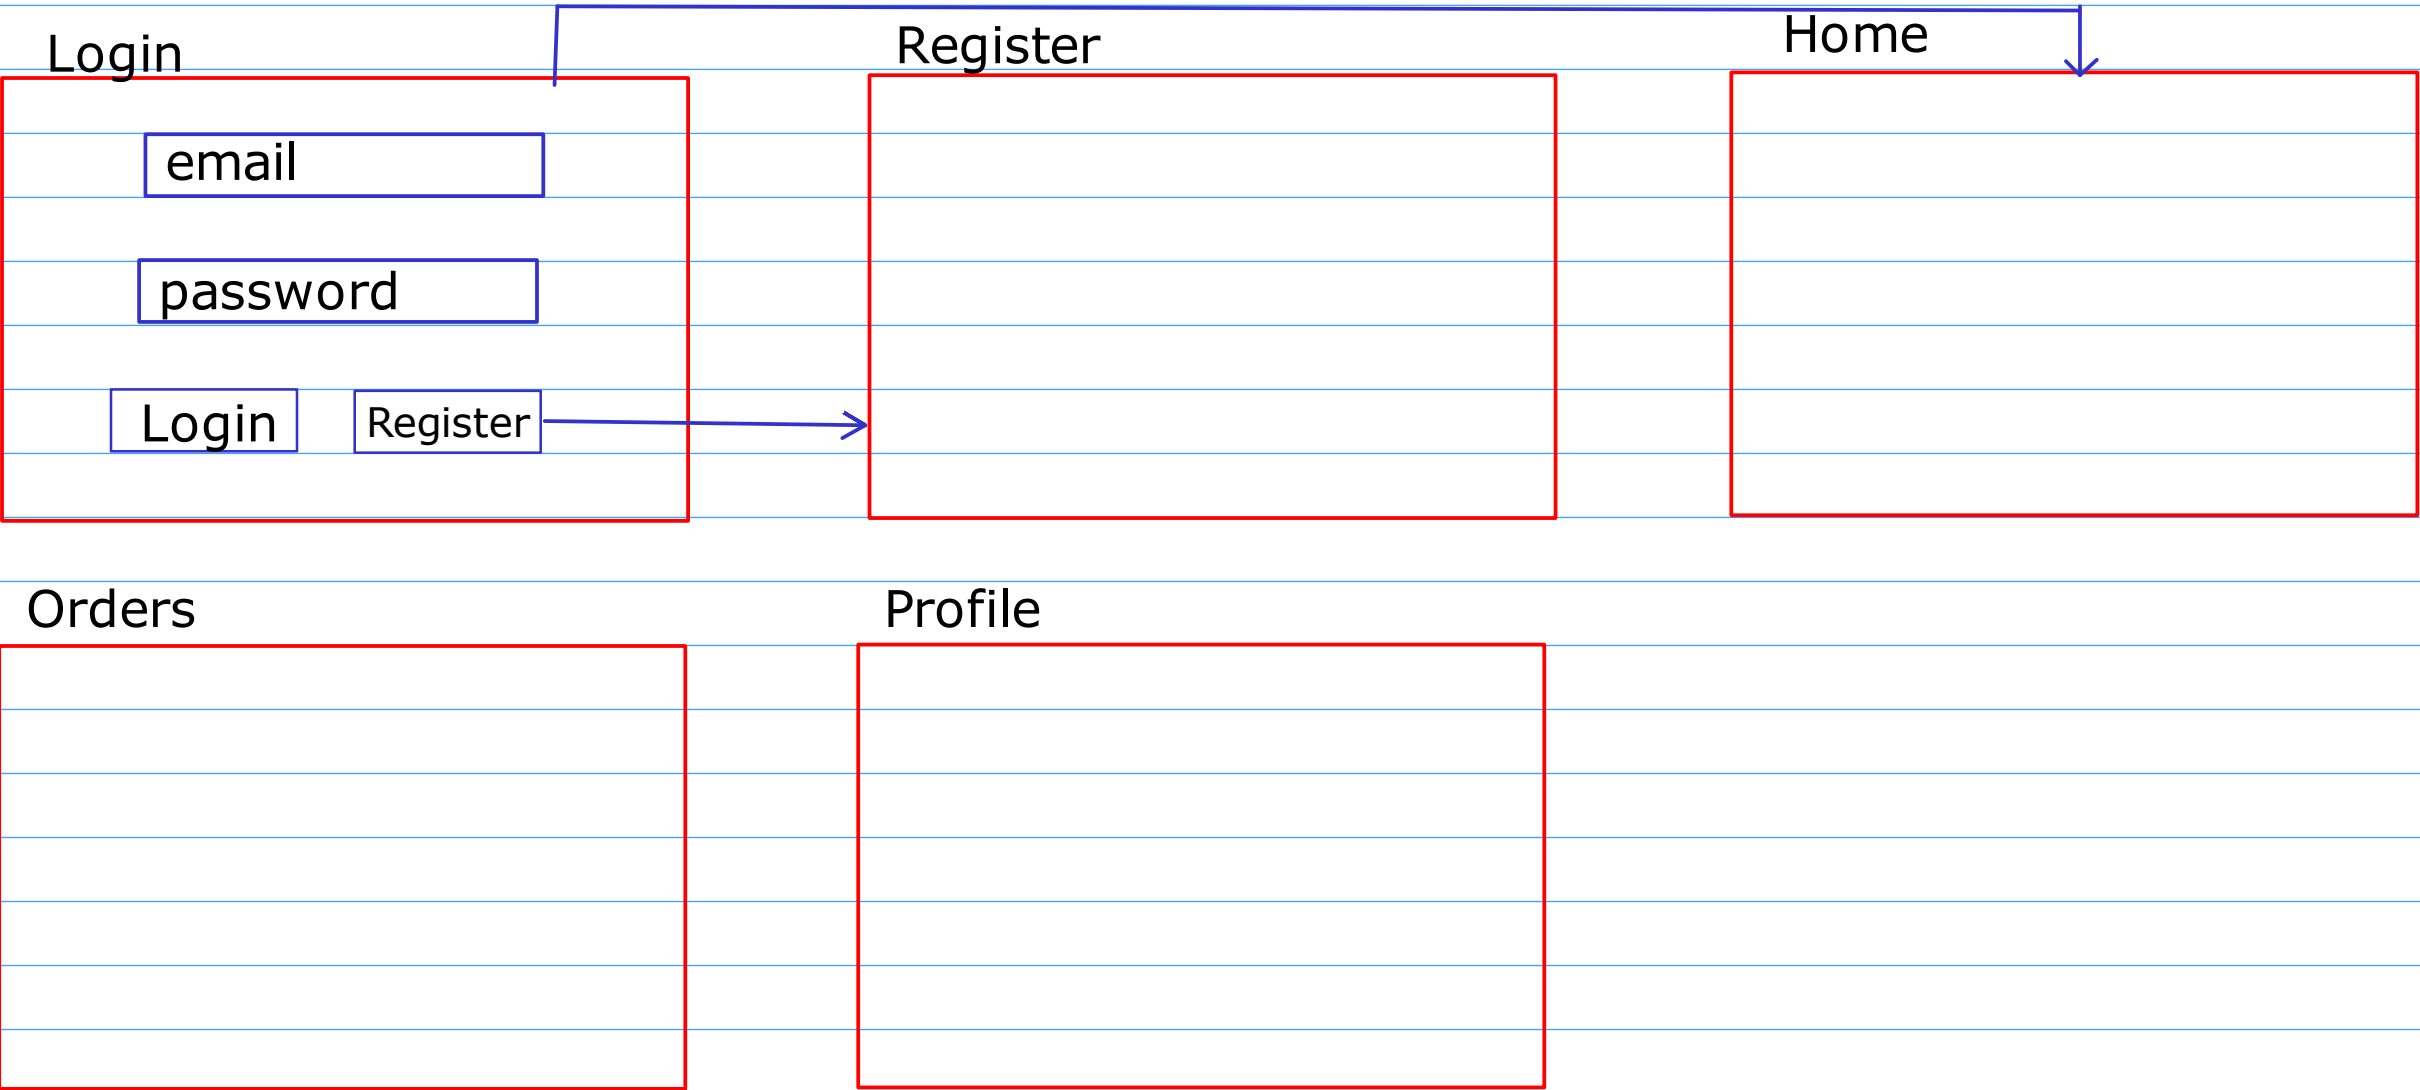 Login
Register
Home
email
password
Login
Register
Orders
Profile